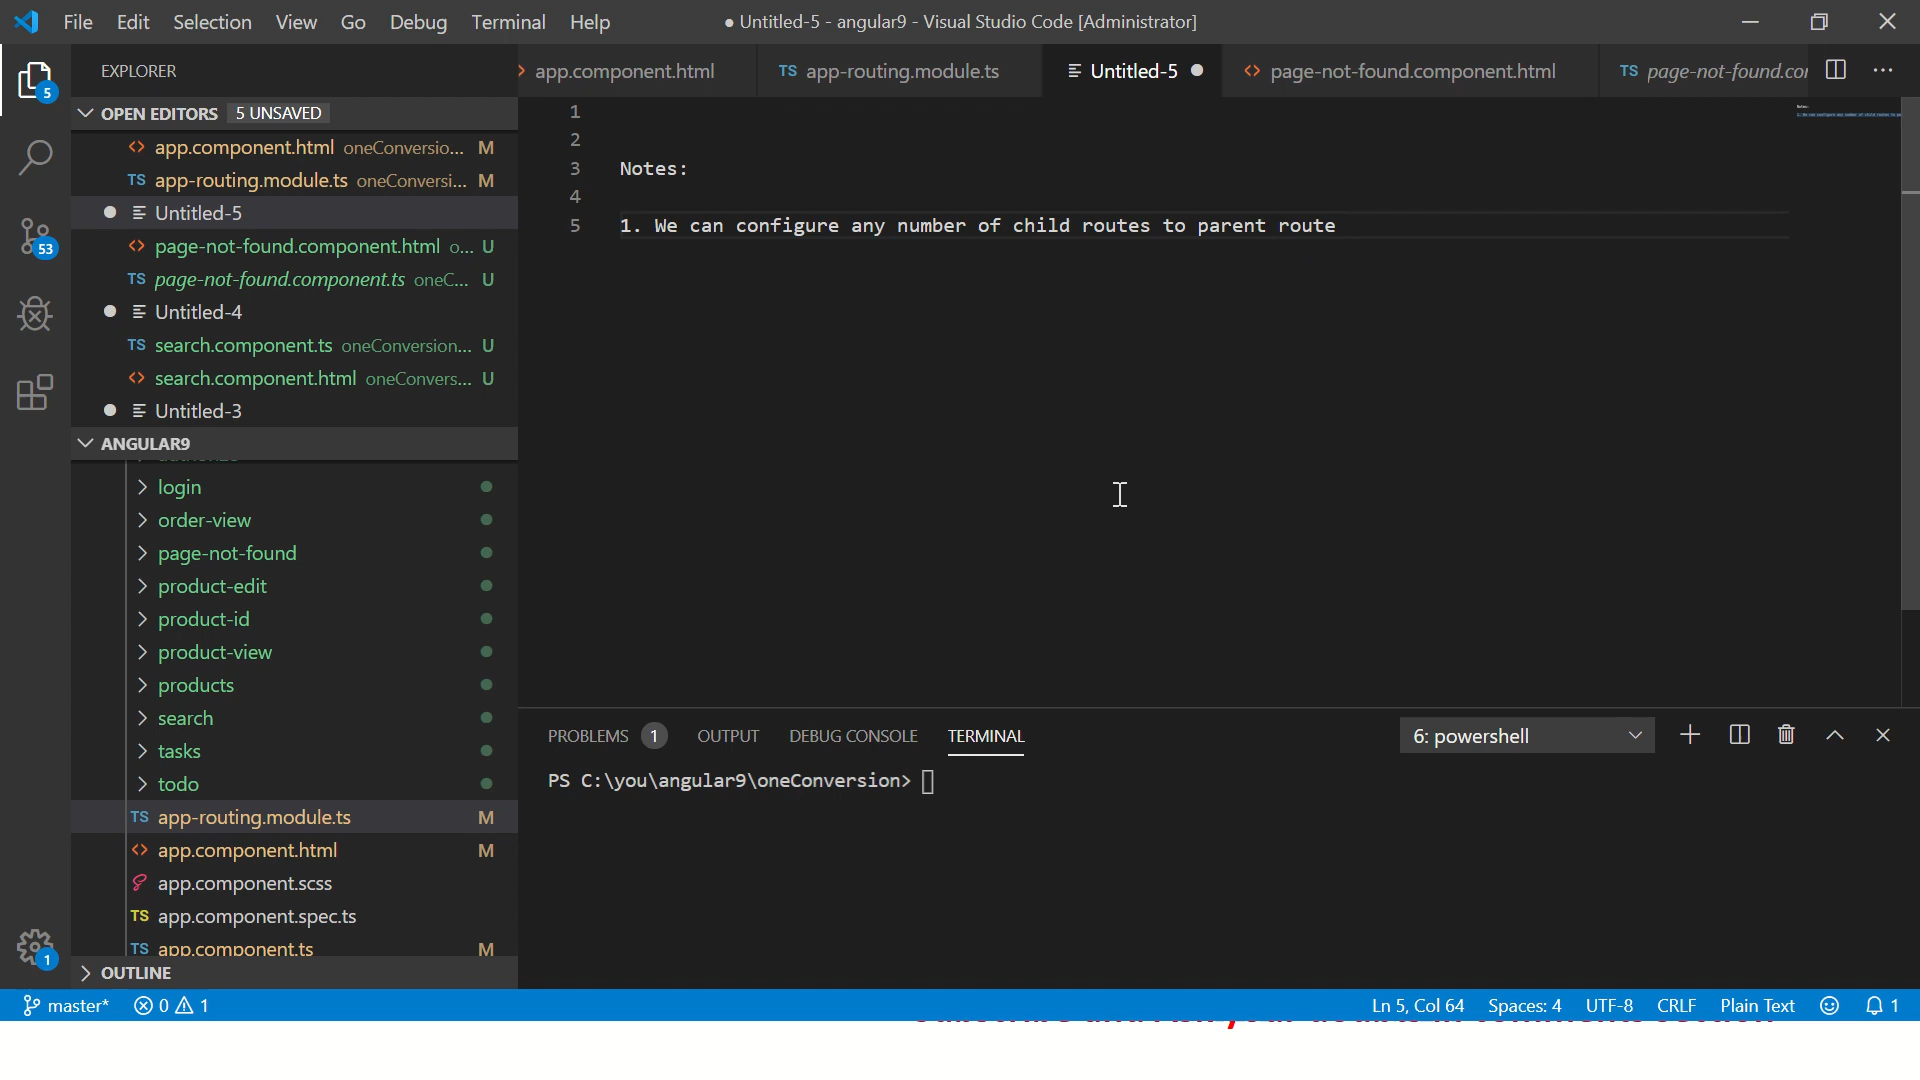 File Edit Selection View Go Debug Terminal Help
● Untitled-5 - angular9 - Visual Studio Code [Administrator]
EXPLORER
app.component.html
TS app-routing.module.ts
Untitled-5
page-not-found.component.html
TS page-not-found.co
5
OPEN EDITORS 5 UNSAVED
app.component.html oneConversio... M
TS app-routing.module.ts oneConversi... M
Untitled-5
page-not-found.component.html o... U
TS page-not-found.component.ts oneC... U
Untitled-4
TS search.component.ts oneConversion... U
search.component.html oneConvers... U
Untitled-3
53
ANGULAR9
login
order-view
page-not-found
product-edit
product-id
product-view
products
search
tasks
todo
TS app-routing.module.ts M
app.component.html M
app.component.scss
TS app.component.spec.ts
TS app.component.ts M
OUTLINE
1
1
2
3 Notes:
4
5 1. We can configure any number of child routes to parent route
PROBLEMS 1 OUTPUT DEBUG CONSOLE TERMINAL
6: powershell
PS C:\you\angular9\oneConversion>
master* 0 1
Ln 5, Col 64 Spaces: 4 UTF-8 CRLF Plain Text 1